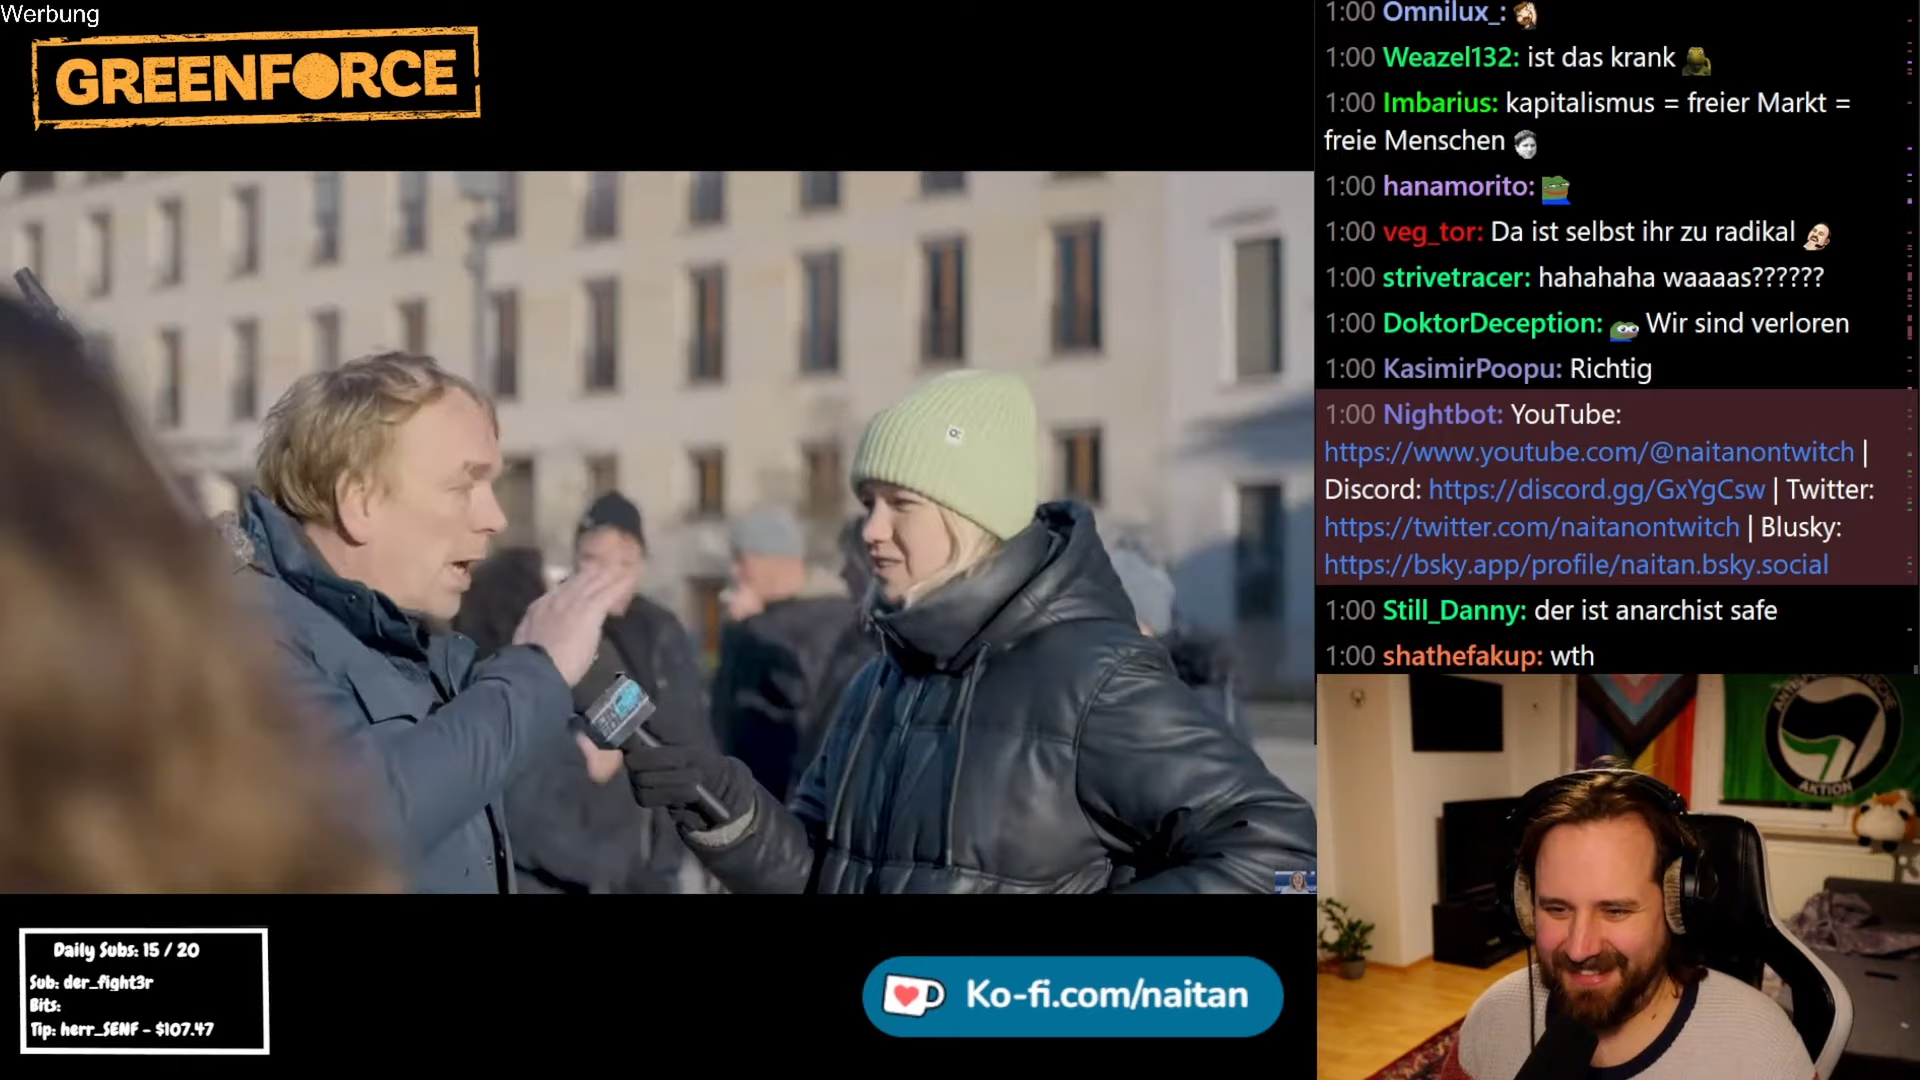 Werbung
GREENFORCE
1:00 Omnilux_:
1:00 Weazel132: ist das krank
1:00 Imbarius: kapitalismus = freier Markt =
freie Menschen
1:00 hanamorito:
1:00 veg_tor: Da ist selbst ihr zu radikal
1:00 strivetracer: hahahaha waaaas??????
1:00 DoktorDeception: Wir sind verloren
1:00 KasimirPoopu: Richtig
1:00 Nightbot: YouTube:
https://www.youtube.com/@naitanontwitch |
Discord: https://discord.gg/GxYgCsw | Twitter:
https://twitter.com/naitanontwitch | Blusky:
https://bsky.app/profile/naitan.bsky.social
1:00 Still_Danny: der ist anarchist safe
1:00 shathefakup: wth
AKTION
Daily Subs: 15 / 20
Sub: der_fight3r
Bits:
Tip: herr_SENF - $107.47
Ko-fi.com/naitan